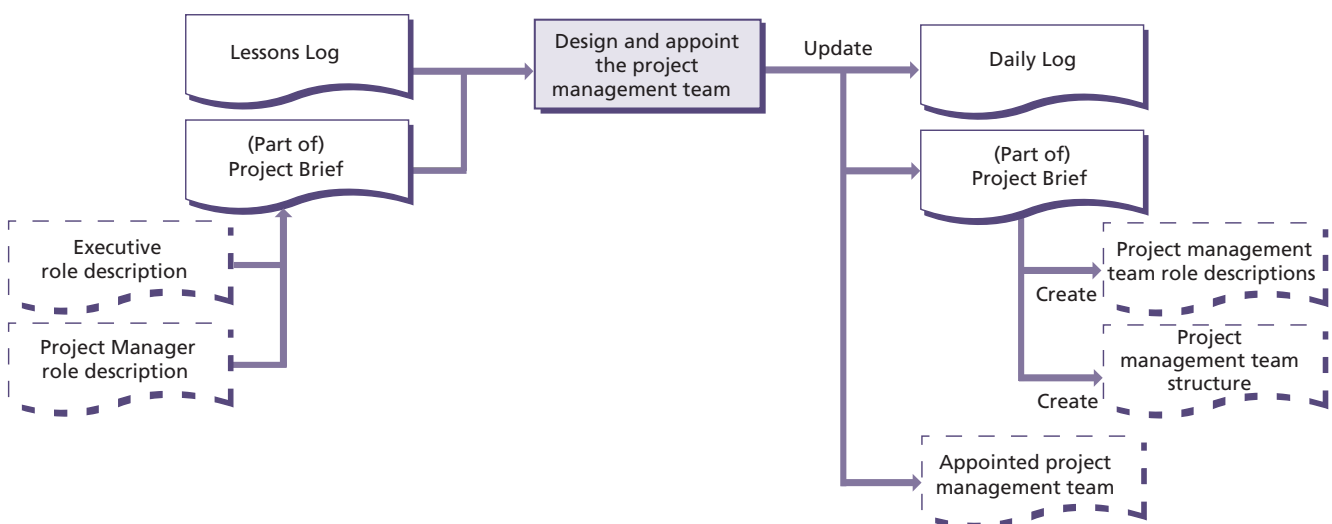 Lessons Log
(Part of)
Project Brief
Executive
role description
Project Manager
role description
Design and appoint
the project
management team
Update
Daily Log
(Part of)
Project Brief
Project management
team role descriptions
Create
Project
management team
structure
Create
Appointed project
management team